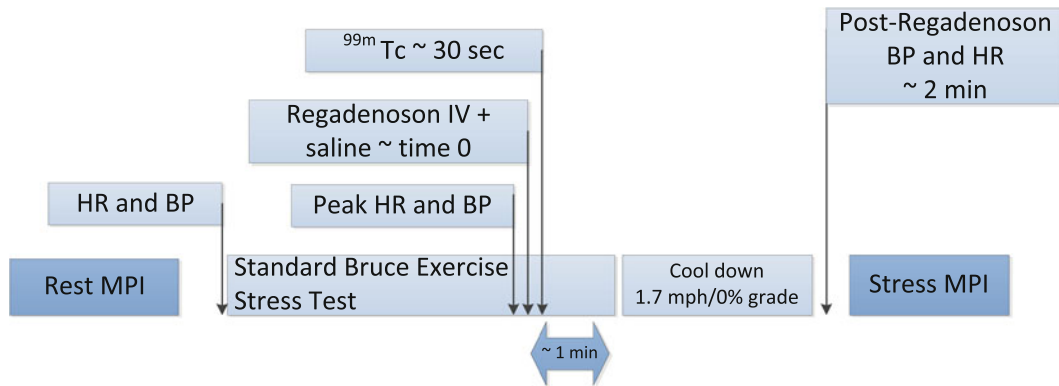 99m Tc ~ 30 sec
Post-Regadenoson
BP and HR
~ 2 min
Regadenoson IV +
saline ~ time 0
HR and BP
Peak HR and BP
Rest MPI
Standard Bruce Exercise
Stress Test
Cool down
1.7 mph/0% grade
Stress MPI
~ 1 min